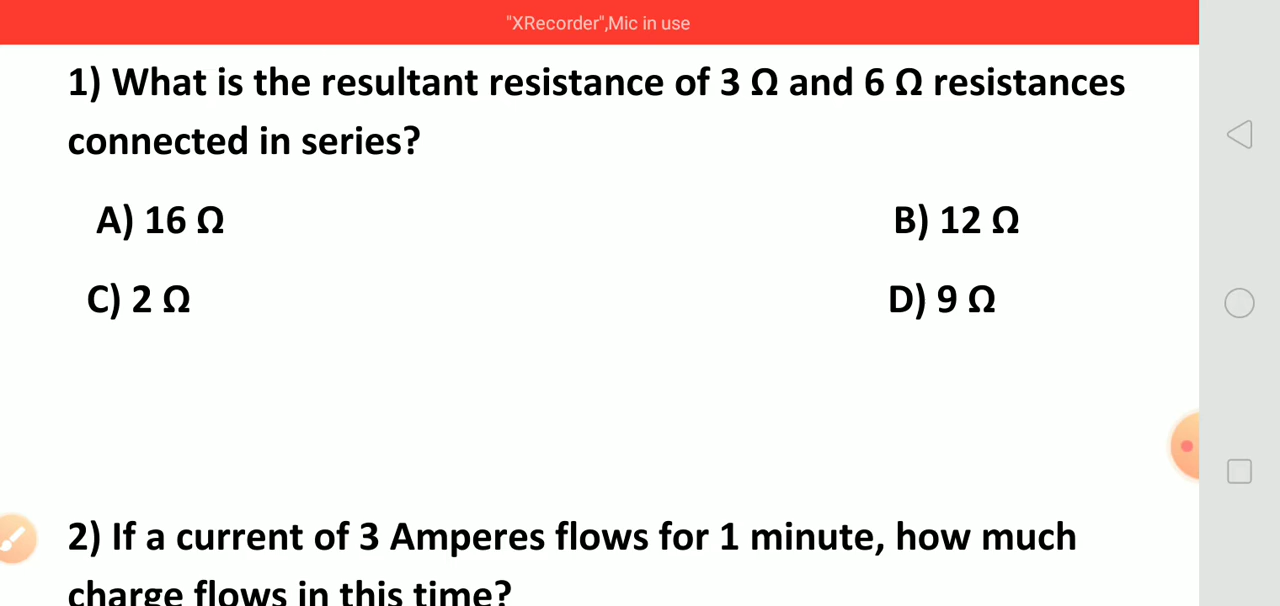 "XRecorder",Mic in use
1) What is the resultant resistance of 3 Ω and 6 Ω resistances
connected in series?
A) 16 Ω B) 12 Ω
C) 2 Ω D) 9 Ω
2) If a current of 3 Amperes flows for 1 minute, how much
charge flows in this time?